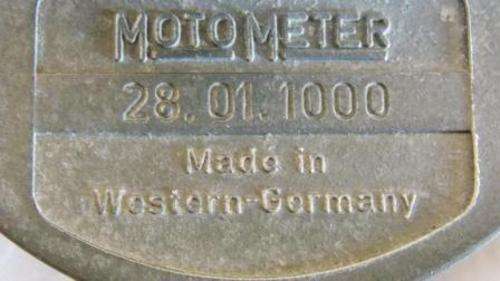 MOTOMETER
28.01.1000
Made in
Western-Germany